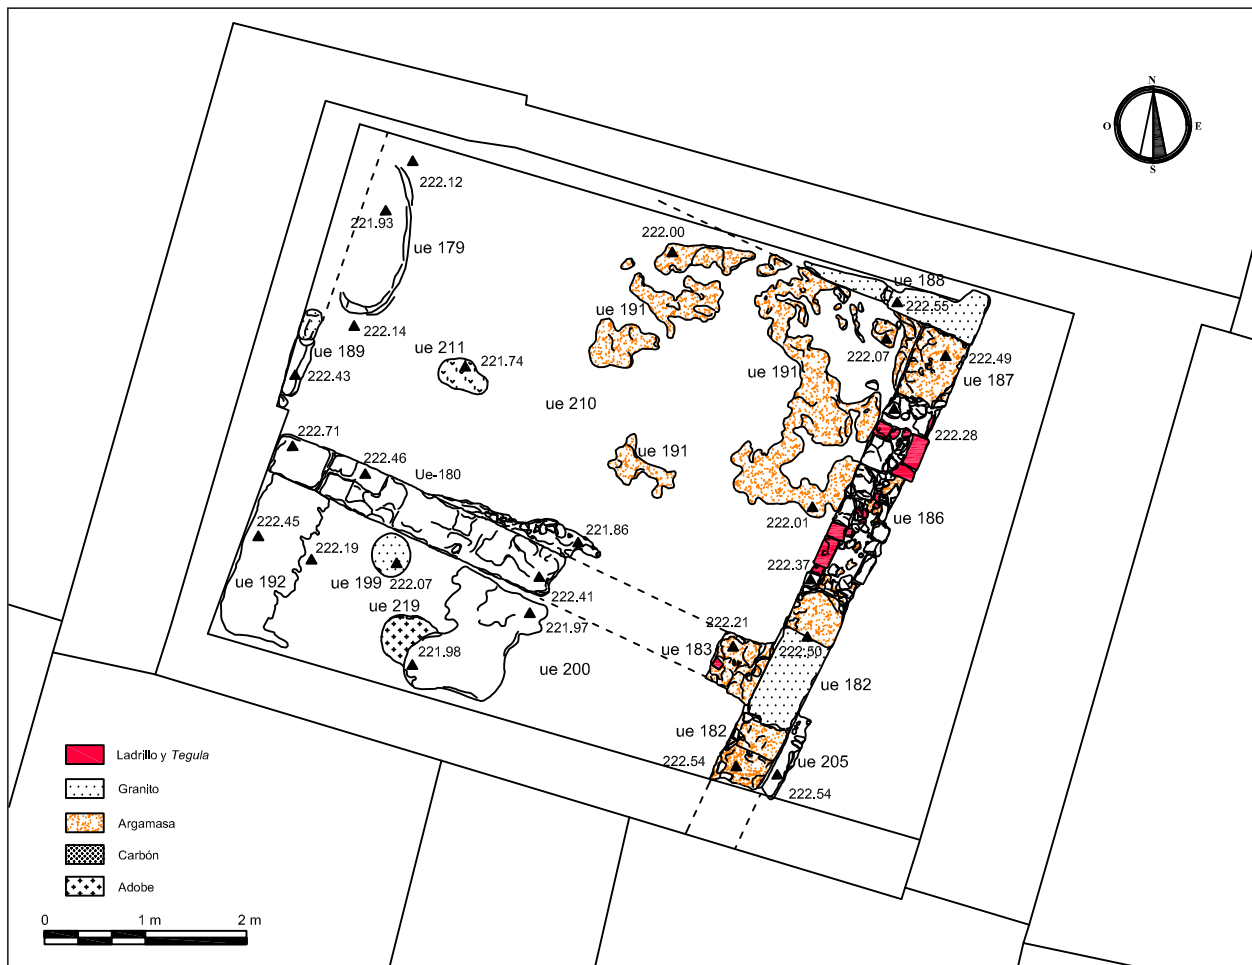 N
O
E
S
222.12
221.93
ue 179
222.00
ue 188
222.55
ue 191
222.14
ue 189
222.07
222.49
ue 211
221.74
ue 191
ue 187
222.43
ue 210
222.28
222.71
222.46
Ue-180
ue 191
222.01
ue 186
222.45
221.86
222.19
222.37
ue 192
ue 199
222.07
222.41
ue 219
221.97
222.21
221.98
ue 183
222.50
ue 200
ue 182
ue 182
222.54
ue 205
222.54
Ladrillo y Tegula
Granito
Argamasa
Carbón
Adobe
0 1 m 2 m